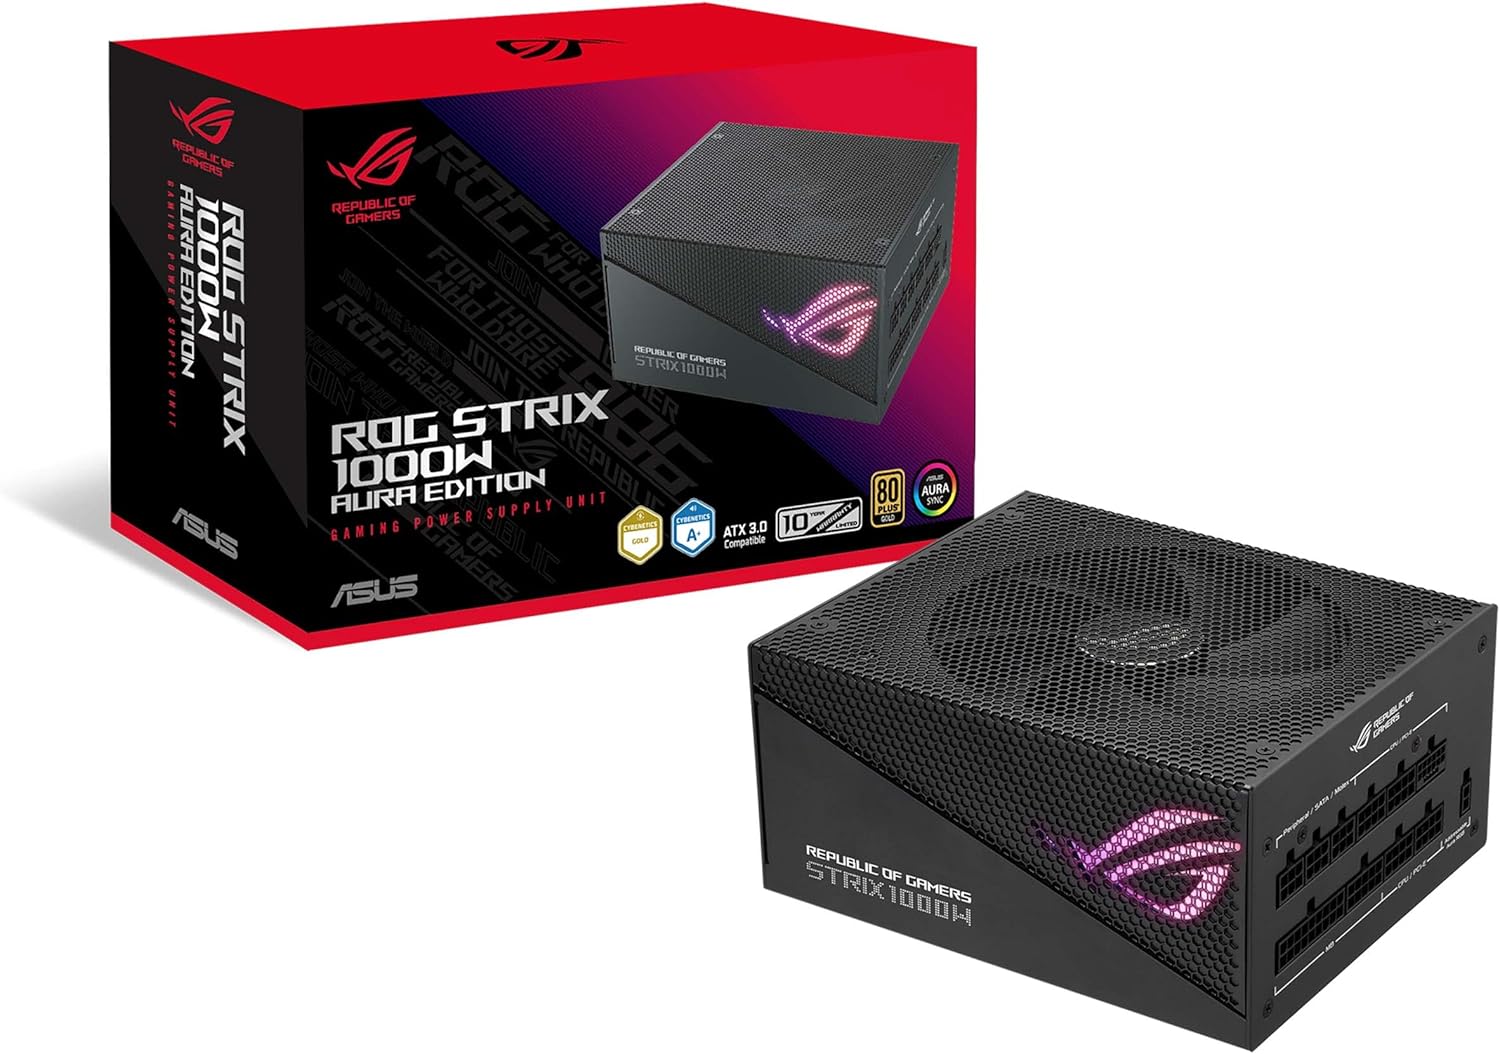 REPUBLIC OF
GAMERS
ROG STRIX
1000W
AURA EDITION
GAMING POWER SUPPLY UNIT
ASUS
REPUBLIC OF
GAMERS
ROG
FOR THOSE
WHO DARE
JOIN
REPUBLIC OF GAMERS
STRIX1000W
ROG STRIX
1000W
AURA EDITION
GAMING POWER SUPPLY UNIT
ASUS
CYBENETICS
GOLD
CYBENETICS
A+
ATX 3.0
Compatible
10 YEAR
WARRANTY
LIMITED
80
PLUS
GOLD
ASUS
AURA
SYNC
REPUBLIC OF GAMERS
STRIX1000W
REPUBLIC OF
GAMERS
Peripheral / SATA / Molex
CPU / PCI-E
MB
CPU / PCI-E